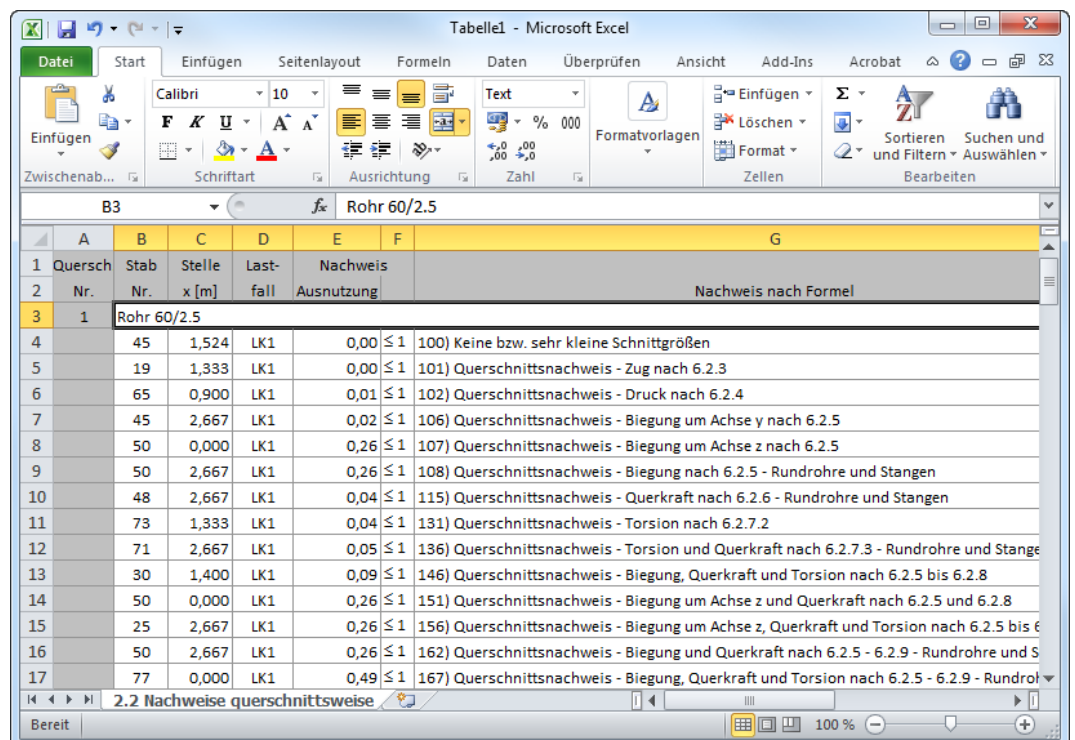 Tabelle1 - Microsoft Excel
Datei Start Einfügen Seitenlayout Formeln Daten Überprüfen Ansicht Add-Ins Acrobat
Calibri 10 Text Einfügen Σ
Einfügen F K U A A % 000 Formatvorlagen Löschen Sortieren und Filtern Suchen und Auswählen
Format
Zwischenab... Schriftart Ausrichtung Zahl Zellen Bearbeiten
B3 fx Rohr 60/2.5
A B C D E F G
1 Quersch Stab Stelle Last- Nachweis
2 Nr. Nr. x [m] fall Ausnutzung Nachweis nach Formel
3 1 Rohr 60/2.5
4 45 1,524 LK1 0,00 ≤ 1 100) Keine bzw. sehr kleine Schnittgrößen
5 19 1,333 LK1 0,00 ≤ 1 101) Querschnittsnachweis - Zug nach 6.2.3
6 65 0,900 LK1 0,01 ≤ 1 102) Querschnittsnachweis - Druck nach 6.2.4
7 45 2,667 LK1 0,02 ≤ 1 106) Querschnittsnachweis - Biegung um Achse y nach 6.2.5
8 50 0,000 LK1 0,26 ≤ 1 107) Querschnittsnachweis - Biegung um Achse z nach 6.2.5
9 50 2,667 LK1 0,26 ≤ 1 108) Querschnittsnachweis - Biegung nach 6.2.5 - Rundrohre und Stangen
10 48 2,667 LK1 0,04 ≤ 1 115) Querschnittsnachweis - Querkraft nach 6.2.6 - Rundrohre und Stangen
11 73 1,333 LK1 0,04 ≤ 1 131) Querschnittsnachweis - Torsion nach 6.2.7.2
12 71 2,667 LK1 0,05 ≤ 1 136) Querschnittsnachweis - Torsion und Querkraft nach 6.2.7.3 - Rundrohre und Stange
13 30 1,400 LK1 0,09 ≤ 1 146) Querschnittsnachweis - Biegung, Querkraft und Torsion nach 6.2.5 bis 6.2.8
14 50 0,000 LK1 0,26 ≤ 1 151) Querschnittsnachweis - Biegung um Achse z und Querkraft nach 6.2.5 und 6.2.8
15 25 2,667 LK1 0,26 ≤ 1 156) Querschnittsnachweis - Biegung um Achse z, Querkraft und Torsion nach 6.2.5 bis 6
16 50 2,667 LK1 0,26 ≤ 1 162) Querschnittsnachweis - Biegung und Querkraft nach 6.2.5 - 6.2.9 - Rundrohre und S
17 77 0,000 LK1 0,49 ≤ 1 167) Querschnittsnachweis - Biegung, Querkraft und Torsion nach 6.2.5 - 6.2.9 - Rundroh
2.2 Nachweise querschnittsweise
Bereit 100 %